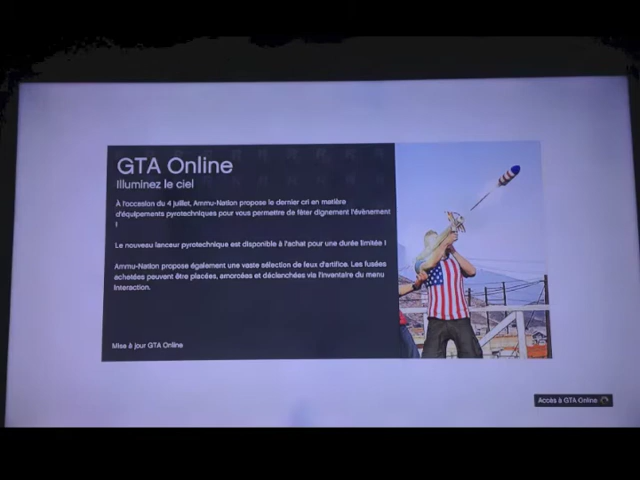 GTA Online
Illuminez le ciel
À l'occasion du 4 juillet, Ammu-Nation propose le dernier cri en matière
d'équipements pyrotechniques pour vous permettre de fêter dignement l'évènement
!
Le nouveau lanceur pyrotechnique est disponible à l'achat pour une durée limitée !
Ammu-Nation propose également une vaste sélection de feux d'artifice. Les fusées
achetées peuvent être placées, amorcées et déclenchées via l'inventaire du menu
Interaction.
Mise à jour GTA Online
Accès à GTA Online